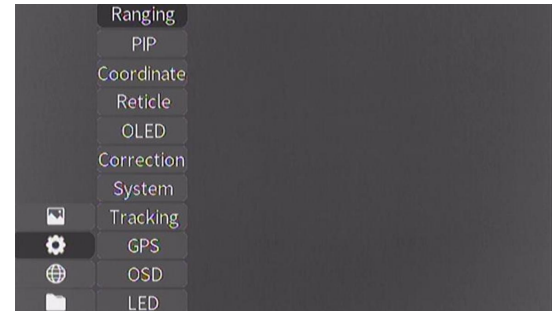 Ranging
PIP
Coordinate
Reticle
OLED
Correction
System
Tracking
GPS
OSD
LED